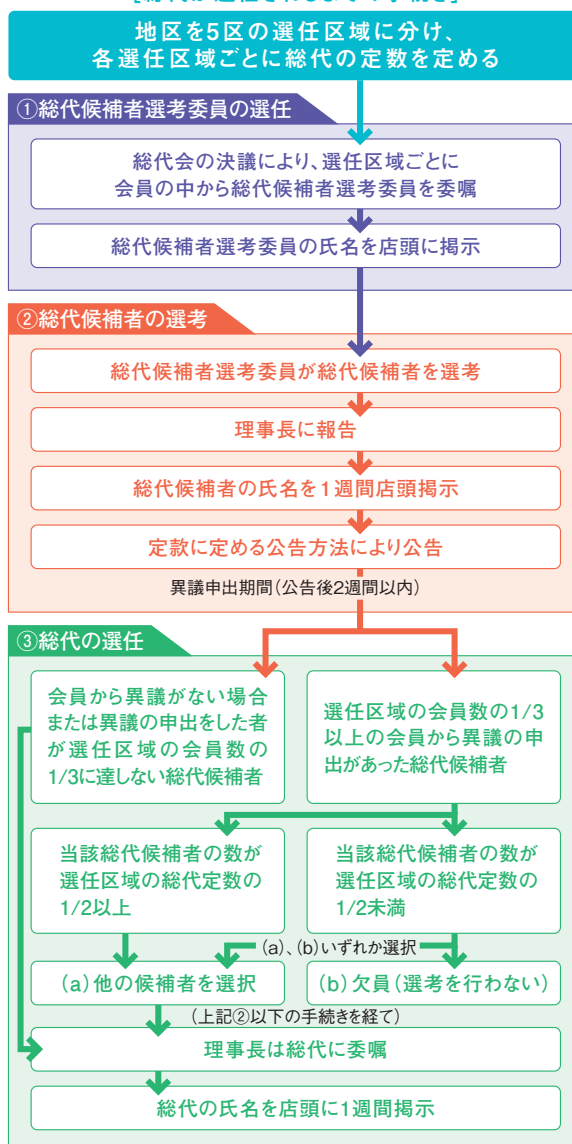 地区を5区の選任区域に分け、
各選任区域ごとに総代の定数を定める
①総代候補者選考委員の選任
総代会の決議により、選任区域ごとに
会員の中から総代候補者選考委員を委嘱
総代候補者選考委員の氏名を店頭に掲示
②総代候補者の選考
総代候補者選考委員が総代候補者を選考
理事長に報告
総代候補者の氏名を1週間店頭掲示
定款に定める公告方法により公告
異議申出期間(公告後2週間以内)
③総代の選任
会員から異議がない場合
または異議の申出をした者
が選任区域の会員数の
1/3に達しない総代候補者
選任区域の会員数の1/3
以上の会員から異議の申
出があった総代候補者
当該総代候補者の数が
選任区域の総代定数の
1/2以上
当該総代候補者の数が
選任区域の総代定数の
1/2未満
(a)、(b)いずれか選択
(a)他の候補者を選択
(b)欠員(選考を行わない)
(上記②以下の手続きを経て)
理事長は総代に委嘱
総代の氏名を店頭に1週間掲示